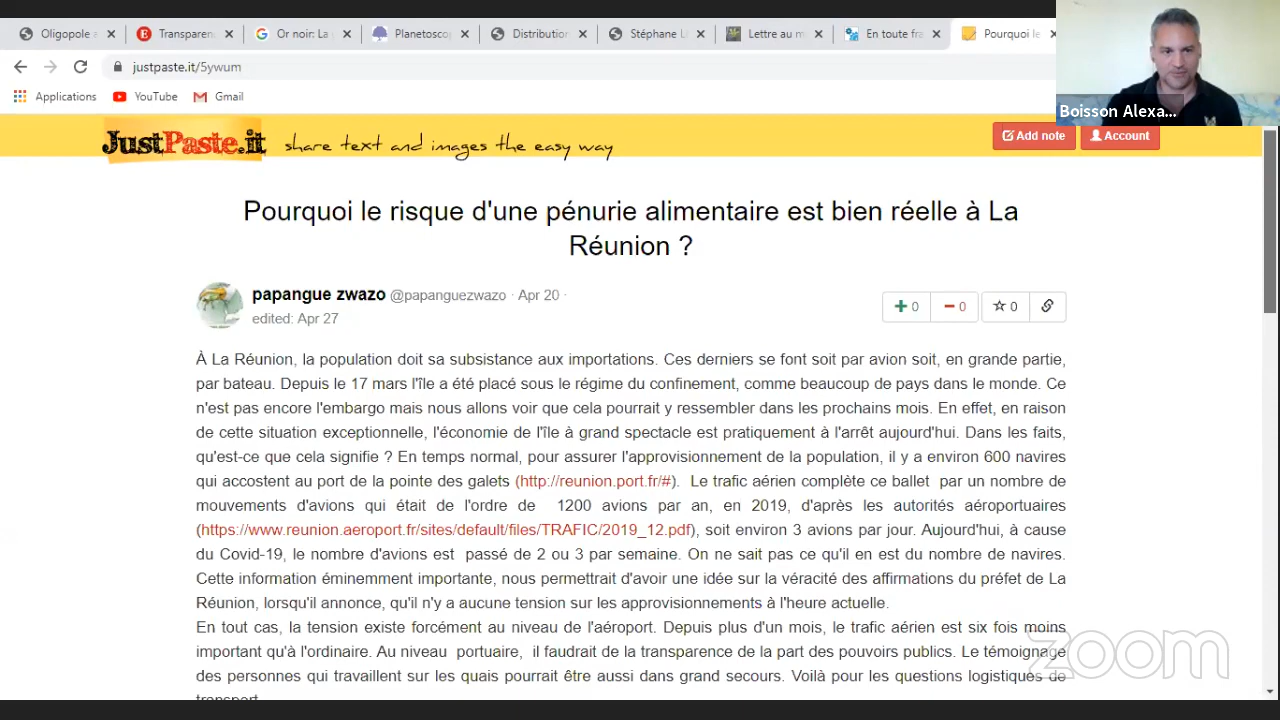 Oligopole a
Transparen
Or noir: La v
Planetoscop
Distribution
Stéphane Li
Lettre au m
En toute fra
Pourquoi le
justpaste.it/5ywum
Applications
YouTube
Gmail
Boisson Alexa...
JustPaste.it
share text and images the easy way
Add note
Account
Pourquoi le risque d'une pénurie alimentaire est bien réelle à La
Réunion ?
papangue zwazo @papanguezwazo · Apr 20 ·
edited: Apr 27
+ 0
− 0
☆ 0
À La Réunion, la population doit sa subsistance aux importations. Ces derniers se font soit par avion soit, en grande partie,
par bateau. Depuis le 17 mars l'île a été placé sous le régime du confinement, comme beaucoup de pays dans le monde. Ce
n'est pas encore l'embargo mais nous allons voir que cela pourrait y ressembler dans les prochains mois. En effet, en raison
de cette situation exceptionnelle, l'économie de l'île à grand spectacle est pratiquement à l'arrêt aujourd'hui. Dans les faits,
qu'est-ce que cela signifie ? En temps normal, pour assurer l'approvisionnement de la population, il y a environ 600 navires
qui accostent au port de la pointe des galets (http://reunion.port.fr/#). Le trafic aérien complète ce ballet par un nombre de
mouvements d'avions qui était de l'ordre de 1200 avions par an, en 2019, d'après les autorités aéroportuaires
(https://www.reunion.aeroport.fr/sites/default/files/TRAFIC/2019_12.pdf), soit environ 3 avions par jour. Aujourd'hui, à cause
du Covid-19, le nombre d'avions est passé de 2 ou 3 par semaine. On ne sait pas ce qu'il en est du nombre de navires.
Cette information éminemment importante, nous permettrait d'avoir une idée sur la véracité des affirmations du préfet de La
Réunion, lorsqu'il annonce, qu'il n'y a aucune tension sur les approvisionnements à l'heure actuelle.
En tout cas, la tension existe forcément au niveau de l'aéroport. Depuis plus d'un mois, le trafic aérien est six fois moins
important qu'à l'ordinaire. Au niveau portuaire, il faudrait de la transparence de la part des pouvoirs publics. Le témoignage
des personnes qui travaillent sur les quais pourrait être aussi dans grand secours. Voilà pour les questions logistiques de
transport.
zoom